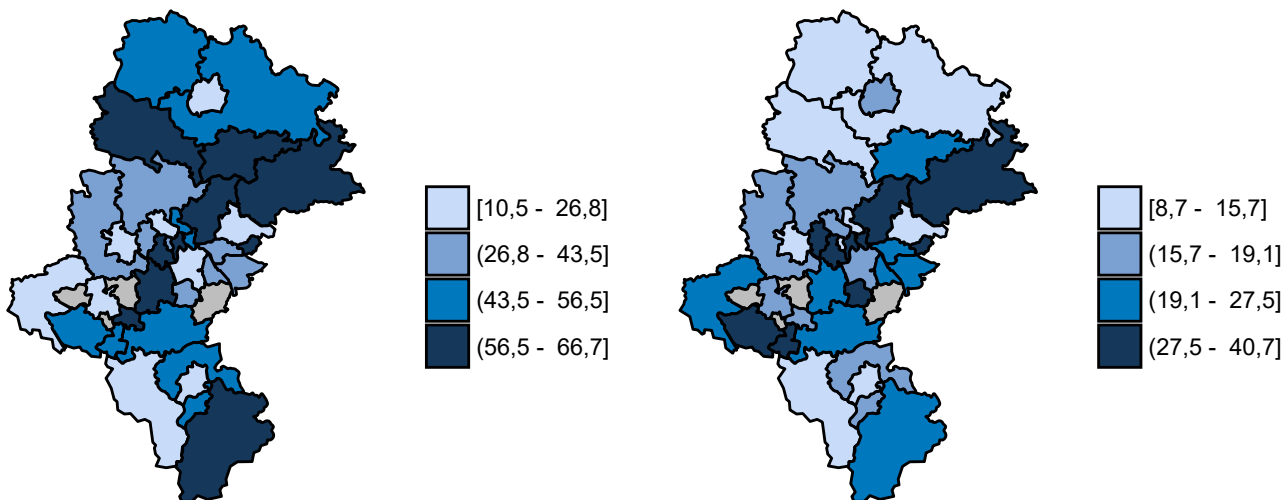 [10,5 - 26,8]
(26,8 - 43,5]
(43,5 - 56,5]
(56,5 - 66,7]
[8,7 - 15,7]
(15,7 - 19,1]
(19,1 - 27,5]
(27,5 - 40,7]